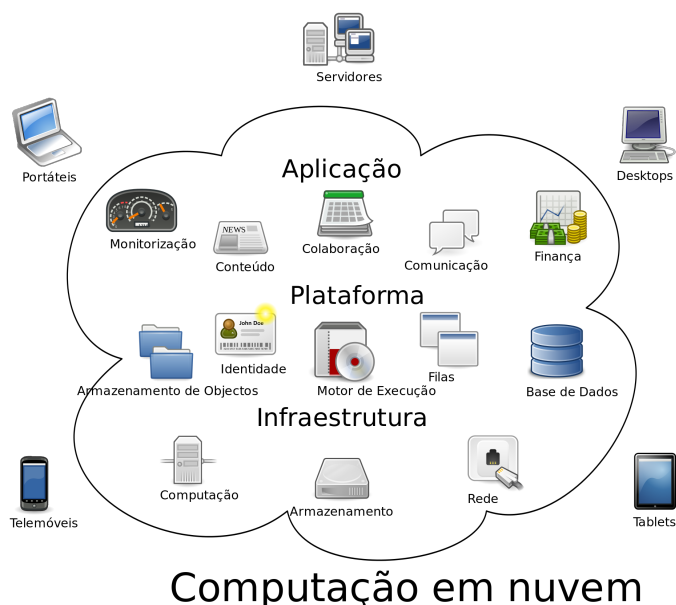 Servidores
Portáteis
Desktops
Aplicação
Monitorização
NEWS
Conteúdo
Colaboração
Comunicação
Finança
Plataforma
John Doe
Identidade
Armazenamento de Objectos
Motor de Execução
Filas
Base de Dados
Infraestrutura
Computação
Armazenamento
Rede
Telemóveis
Tablets
Computação em nuvem